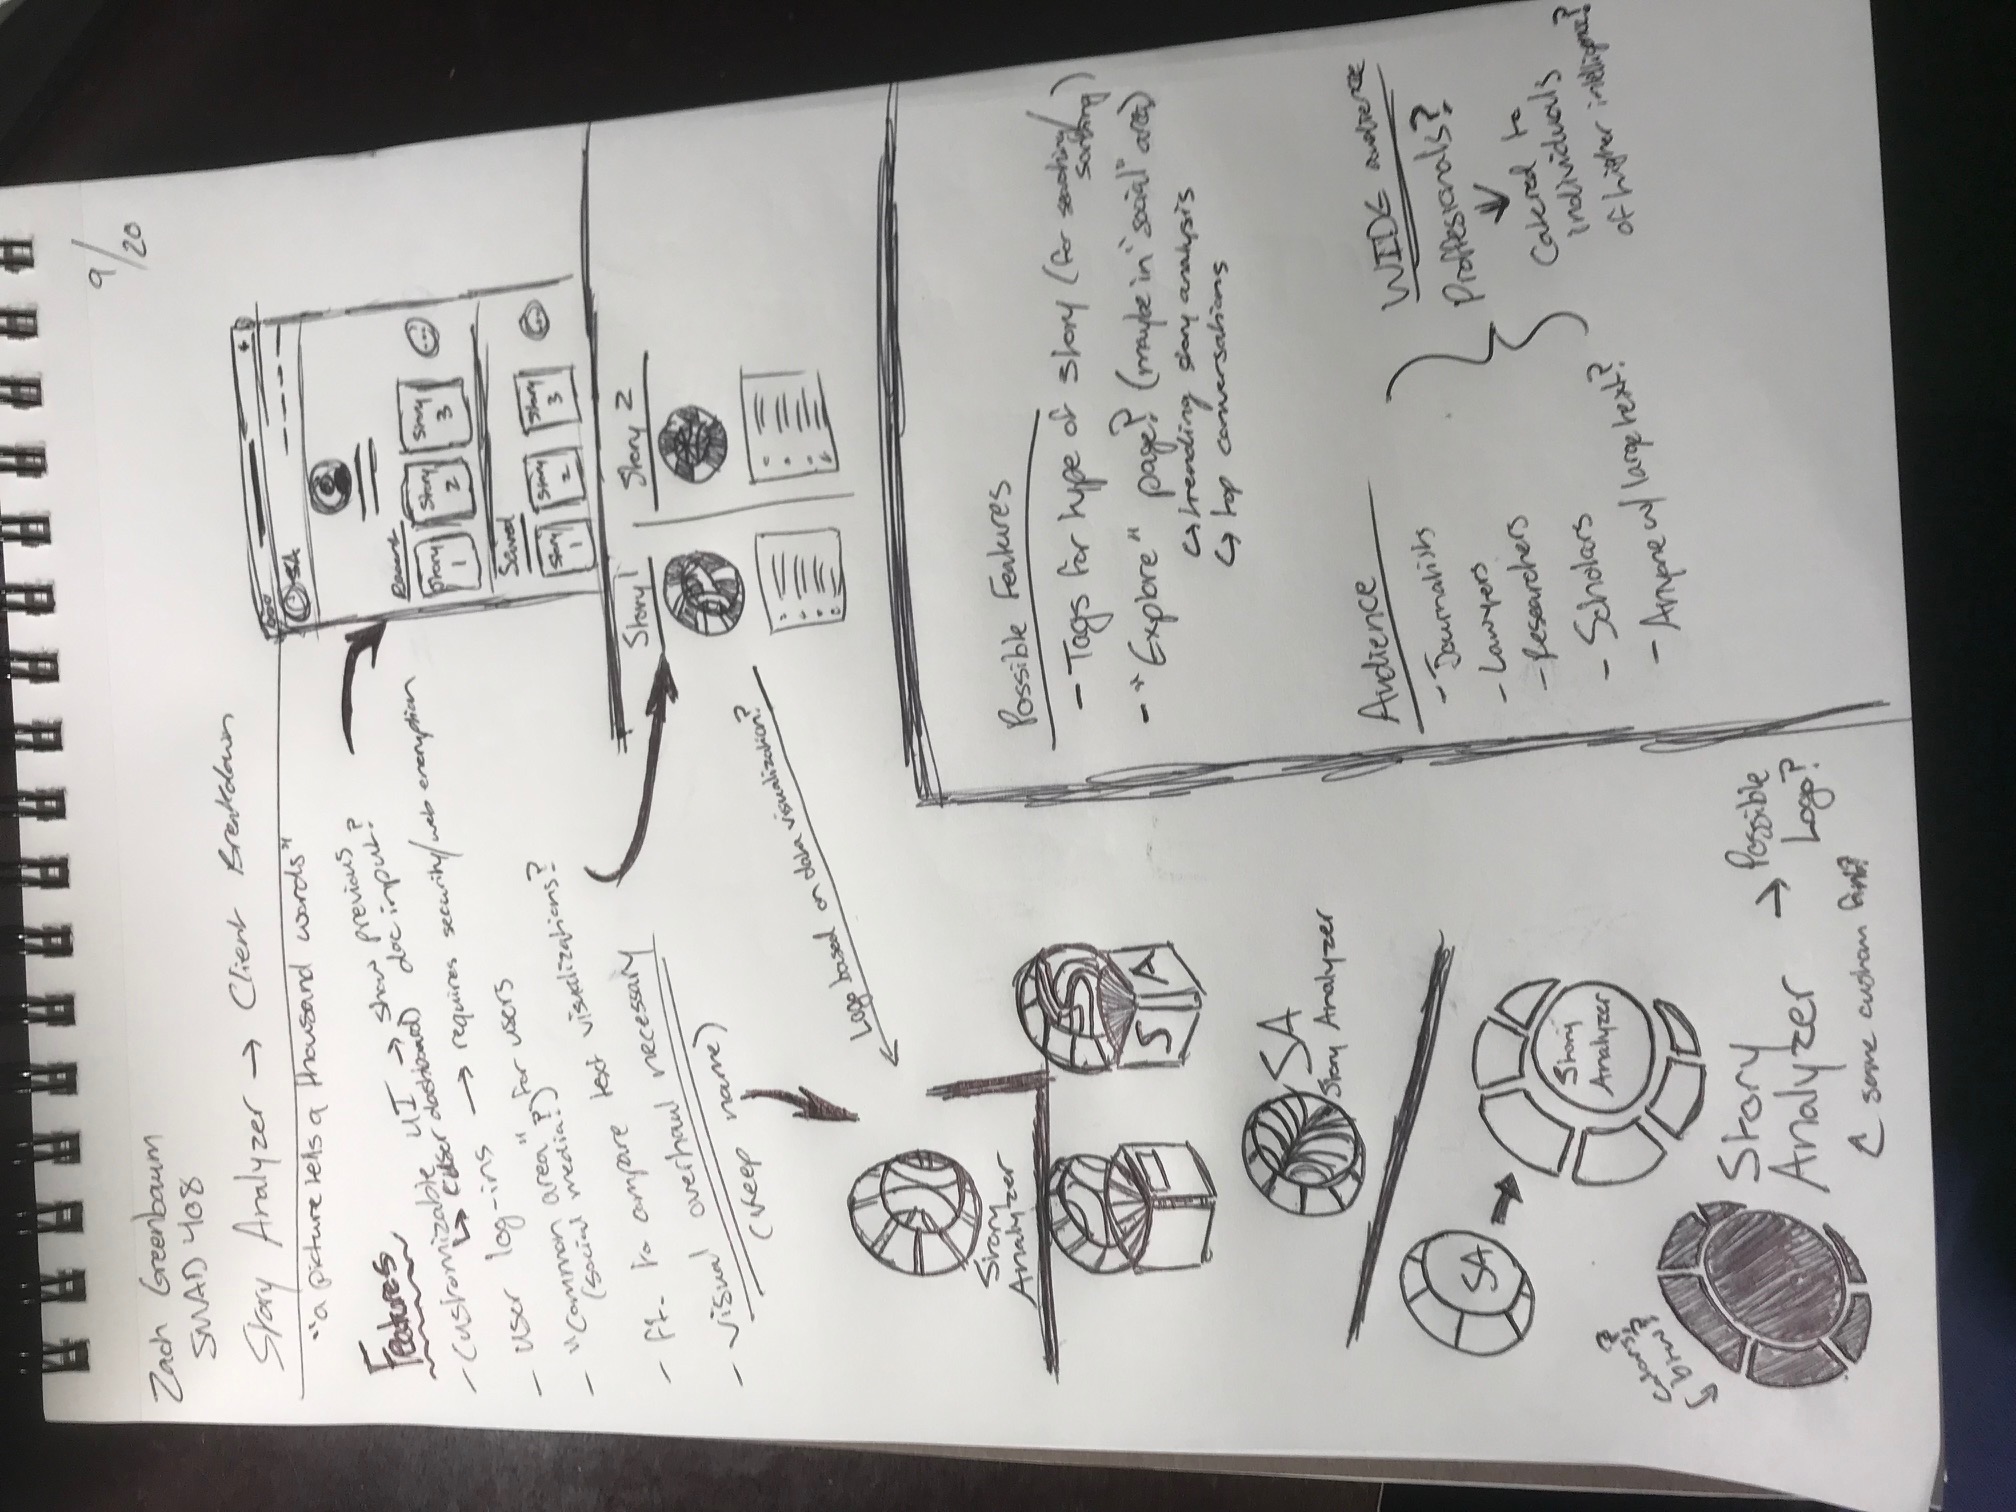 9/20
Zach Greenbaum
SMAD 408
Story Analyzer → Client Breakdown
"a picture tells a thousand words"
Features
- Customizable UI → show previous
↳ (user dashboard) doc input?
- User log-ins → requires security/web encryption
- "Common area" for users
(social media?)
- ft. to compare text visualizations?
- visual overhaul necessary
(keep name)
SA
Recent
Story 1
Story 2
Story 3
Saved
Story 1
Story 2
Story 3
Story 1
Story 2
Logo based on data visualization?
Story
Analyzer
S A
SA
Story Analyzer
SA
Story
Analyzer
colors?
b+w?
Story
Analyzer
→ Possible
Logo?
some custom font?
Possible Features
- Tags for type of story (for searching/
sorting)
- "Explore" page? (maybe in "social" area)
↳ trending story analysis
↳ top conversations
Audience
- Journalists
- Lawyers
- Researchers
- Scholars
- Anyone w/ large text?
WIDE audience
Proffesionals?
↓
Catered to
individuals
of higher intelligence?